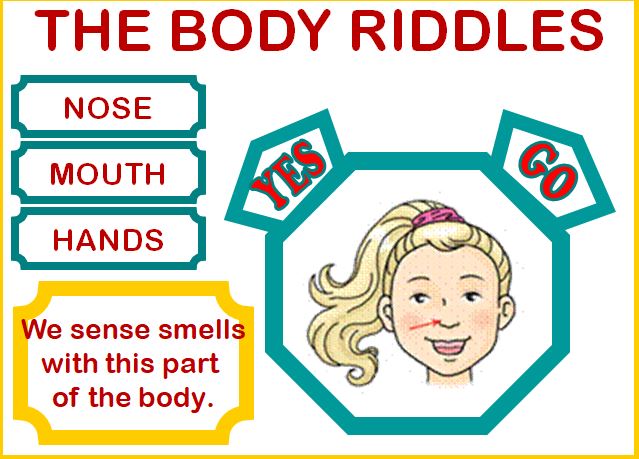 THE BODY RIDDLES
NOSE
MOUTH
HANDS
YES
GO
We sense smells
with this part
of the body.